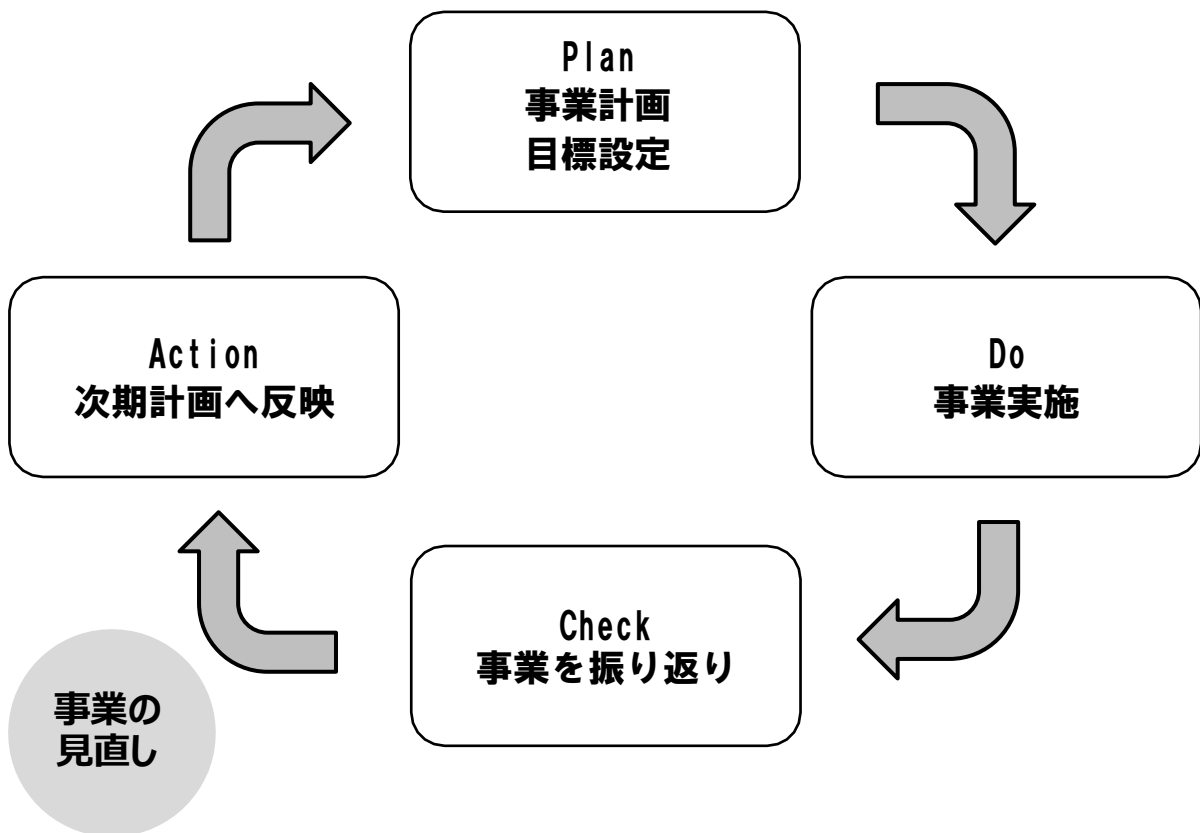 Plan
事業計画
目標設定
Do
事業実施
Check
事業を振り返り
Action
次期計画へ反映
事業の
見直し